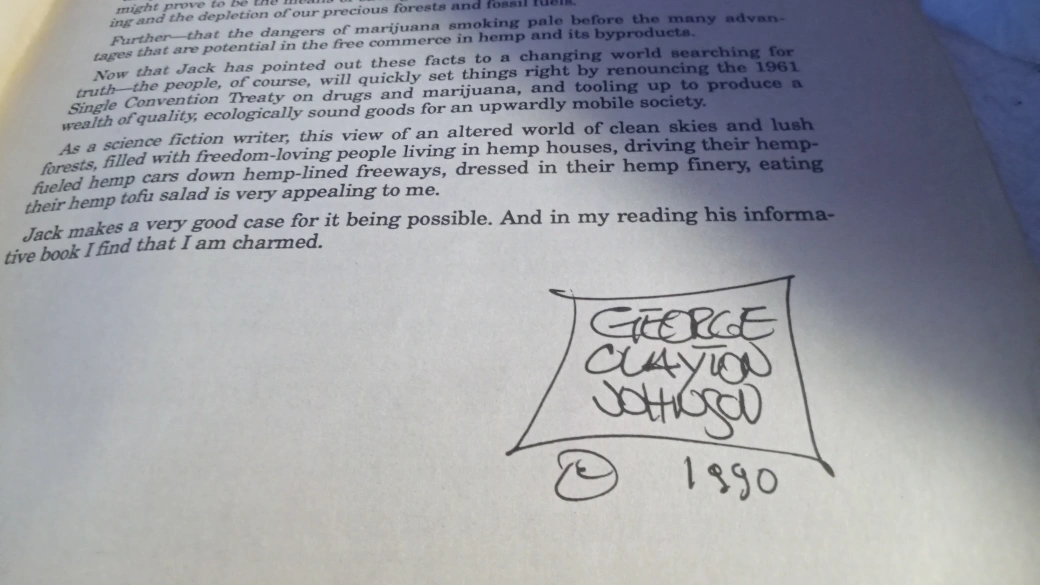 might prove to be the means of
ing and the depletion of our precious forests and fossil fuels.
Further—that the dangers of marijuana smoking pale before the many advan-
tages that are potential in the free commerce in hemp and its byproducts.
Now that Jack has pointed out these facts to a changing world searching for
truth—the people, of course, will quickly set things right by renouncing the 1961
Single Convention Treaty on drugs and marijuana, and tooling up to produce a
wealth of quality, ecologically sound goods for an upwardly mobile society.
As a science fiction writer, this view of an altered world of clean skies and lush
forests, filled with freedom-loving people living in hemp houses, driving their hemp-
fueled hemp cars down hemp-lined freeways, dressed in their hemp finery, eating
their hemp tofu salad is very appealing to me.
Jack makes a very good case for it being possible. And in my reading his informa-
tive book I find that I am charmed.
GEORGE
CLAYTON
JOHNSON
© 1990